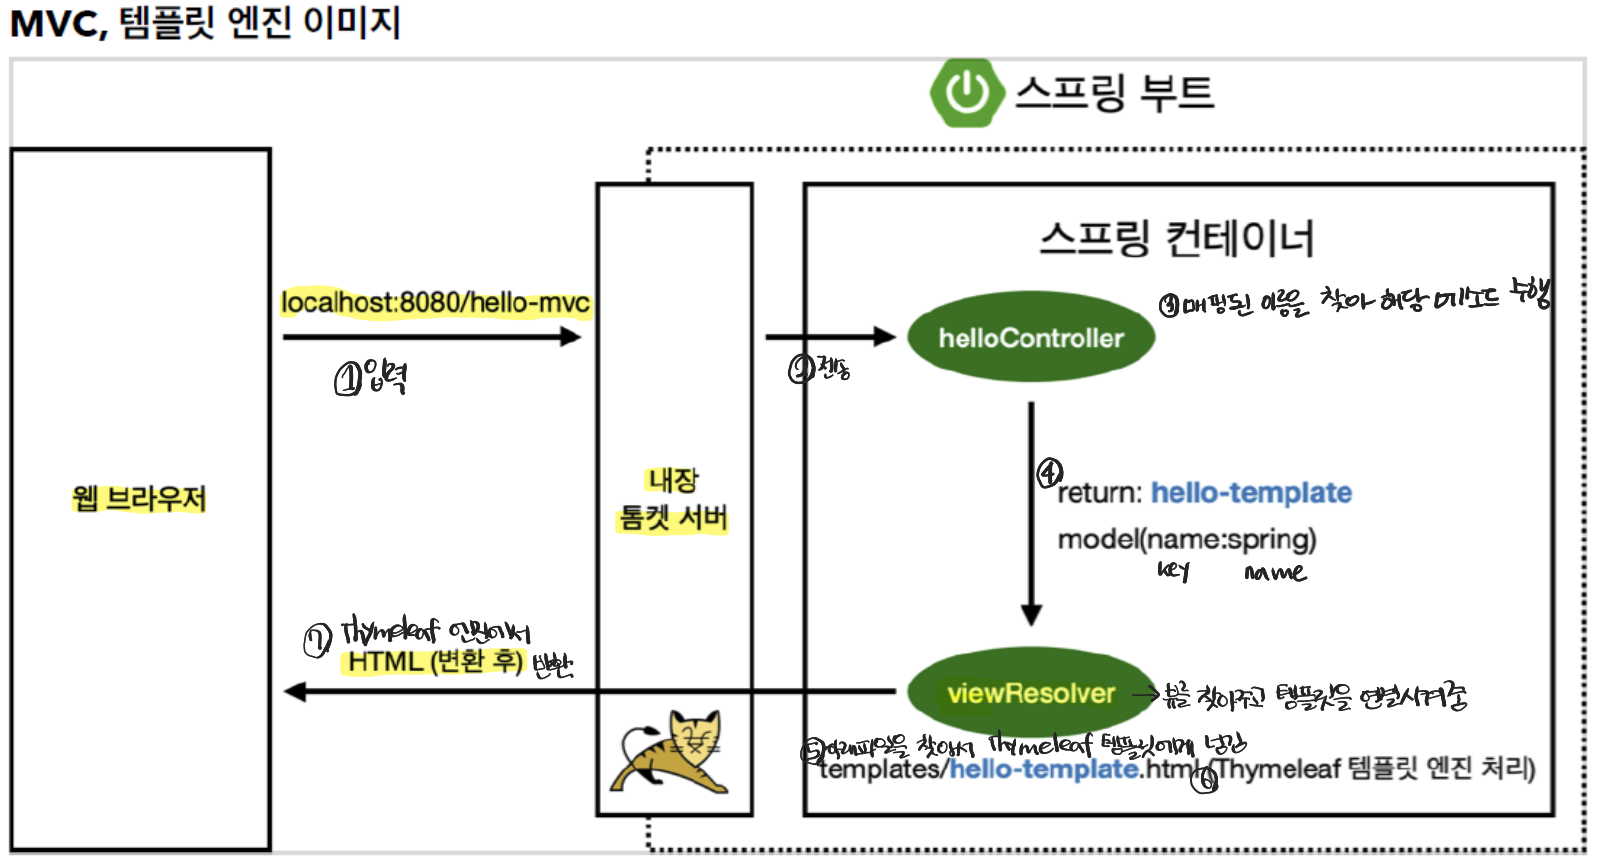 MVC, 템플릿 엔진 이미지
스프링 부트
스프링 컨테이너
localhost:8080/hello-mvc
①입력
②전송
helloController
③매핑된 이름을 찾아 해당 메소드 수행
웹 브라우저
내장
톰켓 서버
④
return: hello-template
model(name:spring)
key name
⑦ Thymeleaf 엔진에서
HTML (변환 후) 반환
viewResolver → 뷰를 찾아주고 템플릿을 연결시켜줌
⑤아래파일을 찾아서 Thymeleaf 템플릿에게 넘김
templates/hello-template.html ⑥(Thymeleaf 템플릿 엔진 처리)